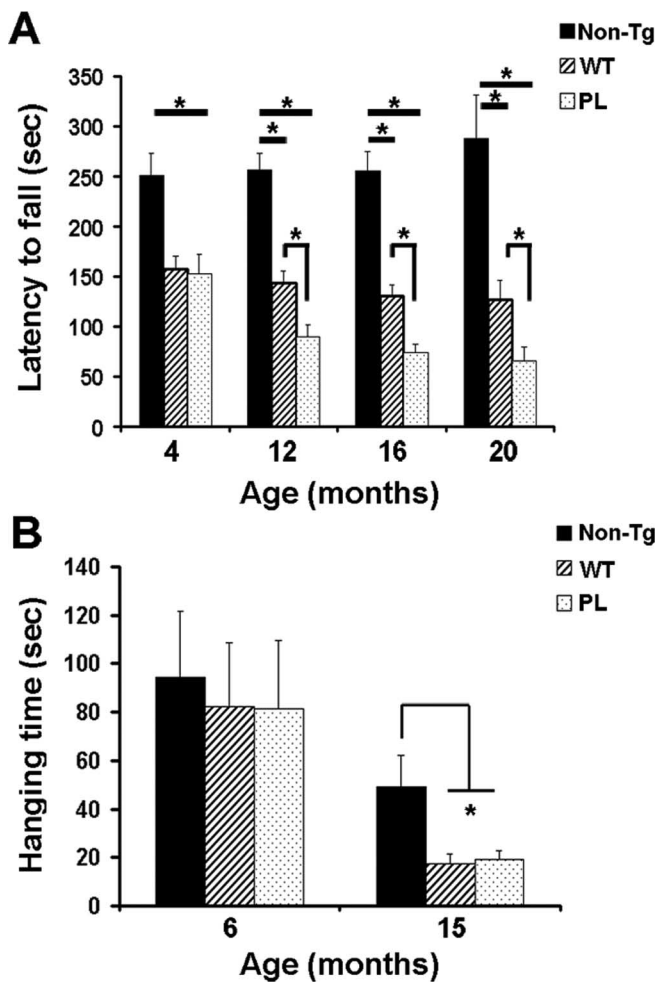 A
Non-Tg
WT
PL
Latency to fall (sec)
400
350
300
250
200
150
100
50
0
* * * * * * * * * *
4 12 16 20
Age (months)
B
Non-Tg
WT
PL
Hanging time (sec)
140
120
100
80
60
40
20
0
*
6 15
Age (months)